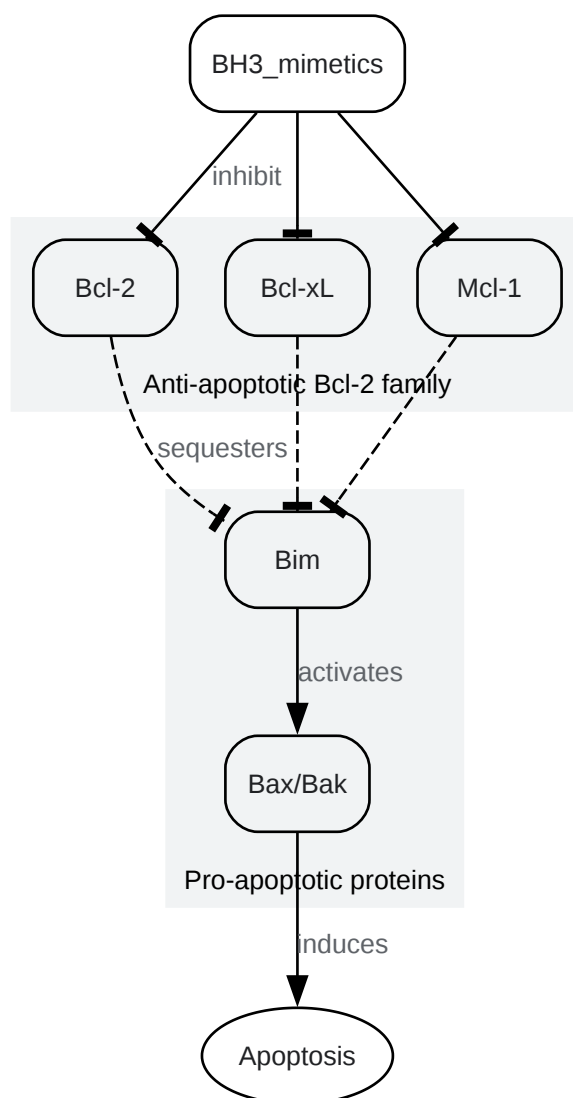 BH3_mimetics
inhibit
Bcl-2
Bcl-xL
Mcl-1
Anti-apoptotic Bcl-2 family
sequesters
Bim
activates
Bax/Bak
Pro-apoptotic proteins
induces
Apoptosis